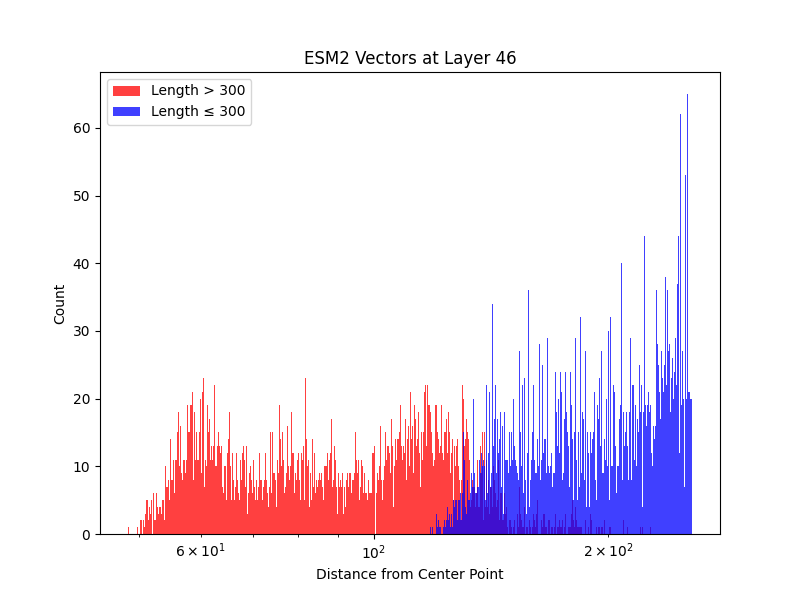 ESM2 Vectors at Layer 46
Length > 300
Length ≤ 300
60
50
40
30
20
10
0
Count
6 × 10¹
10²
2 × 10²
Distance from Center Point